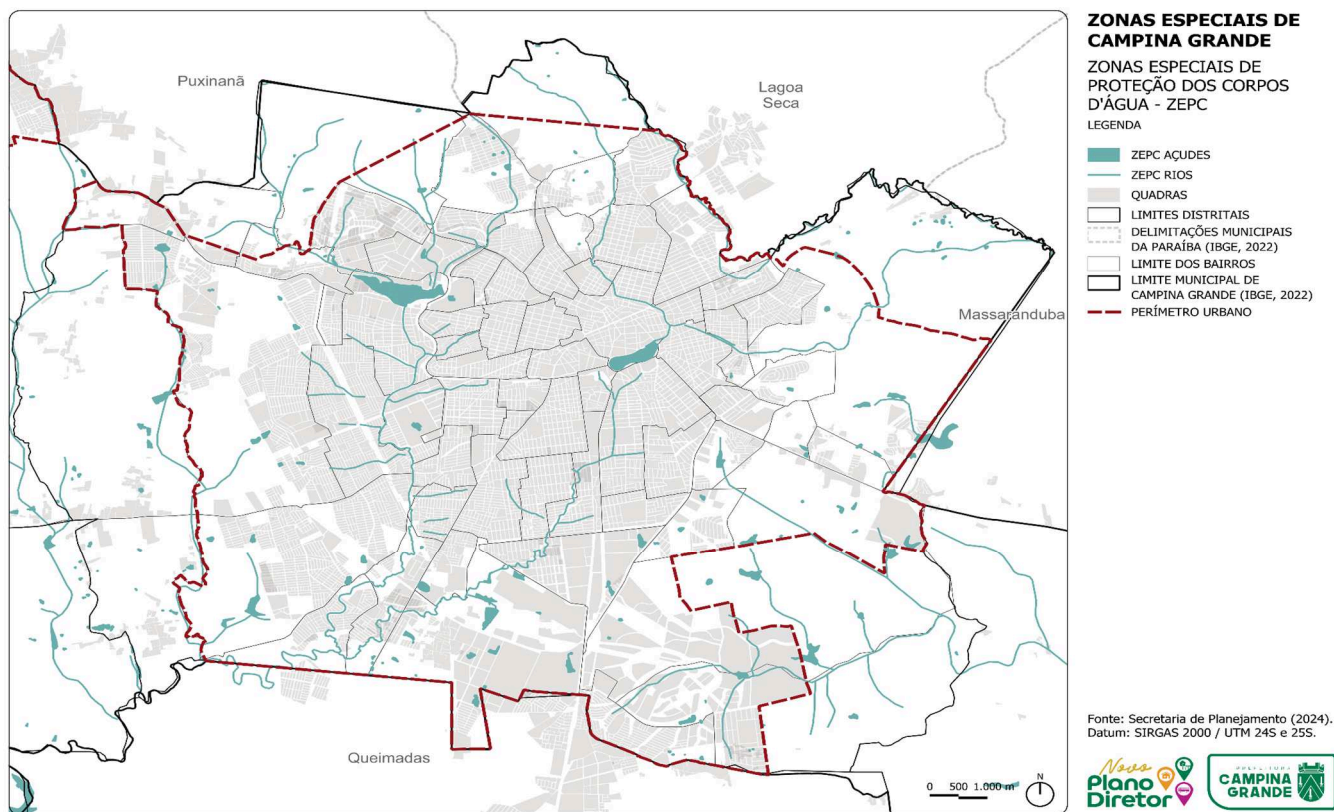 ZONAS ESPECIAIS DE
CAMPINA GRANDE
ZONAS ESPECIAIS DE
PROTEÇÃO DOS CORPOS
D'ÁGUA - ZEPC
LEGENDA
ZEPC AÇUDES
ZEPC RIOS
QUADRAS
LIMITES DISTRITAIS
DELIMITAÇÕES MUNICIPAIS
DA PARAÍBA (IBGE, 2022)
LIMITE DOS BAIRROS
LIMITE MUNICIPAL DE
CAMPINA GRANDE (IBGE, 2022)
PERÍMETRO URBANO
Puxinanã
Lagoa
Seca
Massaranduba
Queimadas
0 500 1.000 m
N
Fonte: Secretaria de Planejamento (2024).
Datum: SIRGAS 2000 / UTM 24S e 25S.
Novo
Plano
Diretor
PREFEITURA
CAMPINA
GRANDE